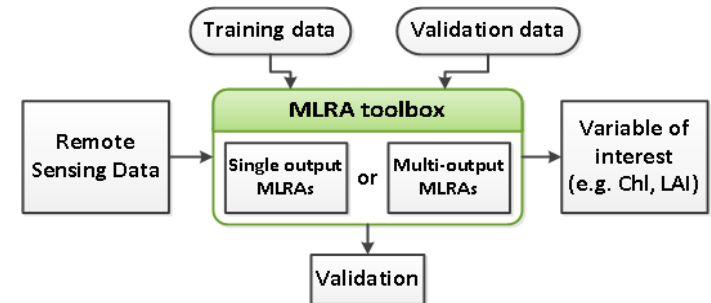 Training data
Validation data
MLRA toolbox
Remote
Sensing Data
Single output
MLRAs
or
Multi-output
MLRAs
Variable of
interest
(e.g. Chl, LAI)
Validation